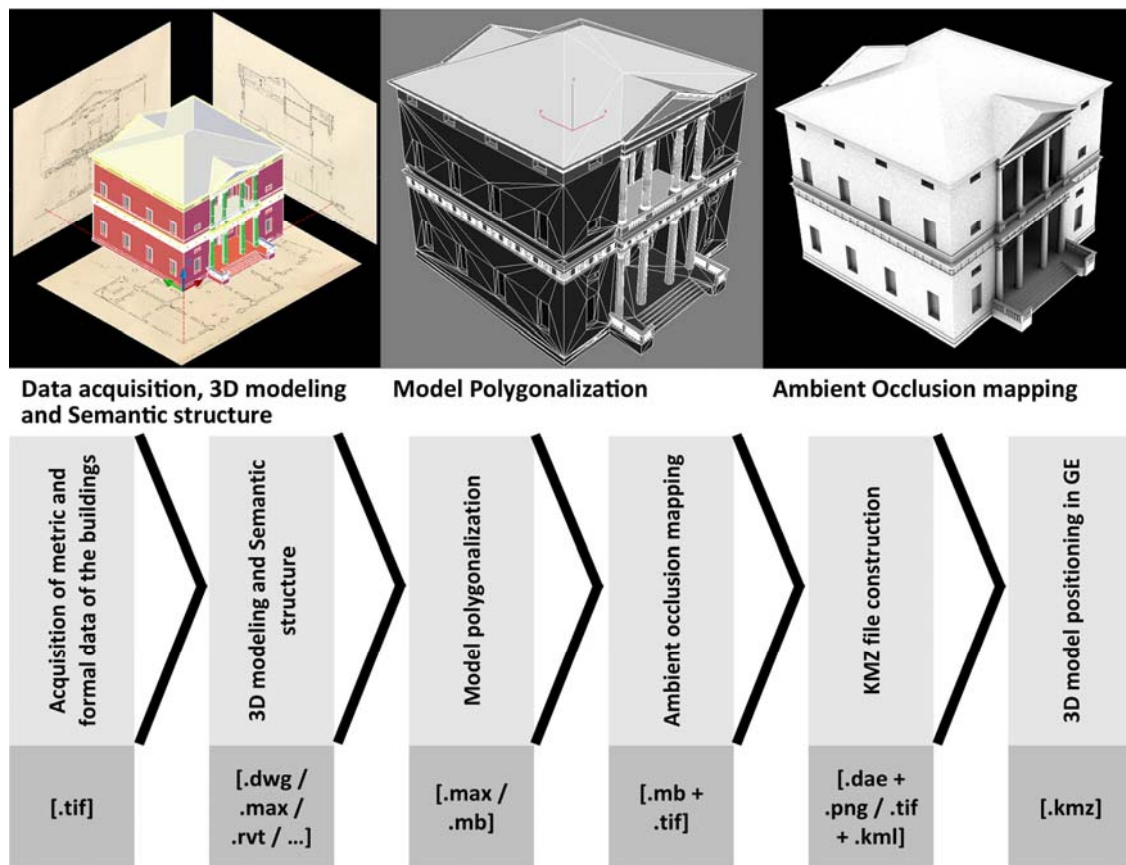 Data acquisition, 3D modeling
and Semantic structure
Model Polygonalization
Ambient Occlusion mapping
Acquisition of metric and
formal data of the buildings
3D modeling and Semantic
structure
Model polygonalization
Ambient occlusion mapping
KMZ file construction
3D model positioning in GE
[.tif]
[.dwg /
.max /
.rvt / ...]
[.max /
.mb]
[.mb +
.tif]
[.dae +
.png / .tif
+ .kml]
[.kmz]